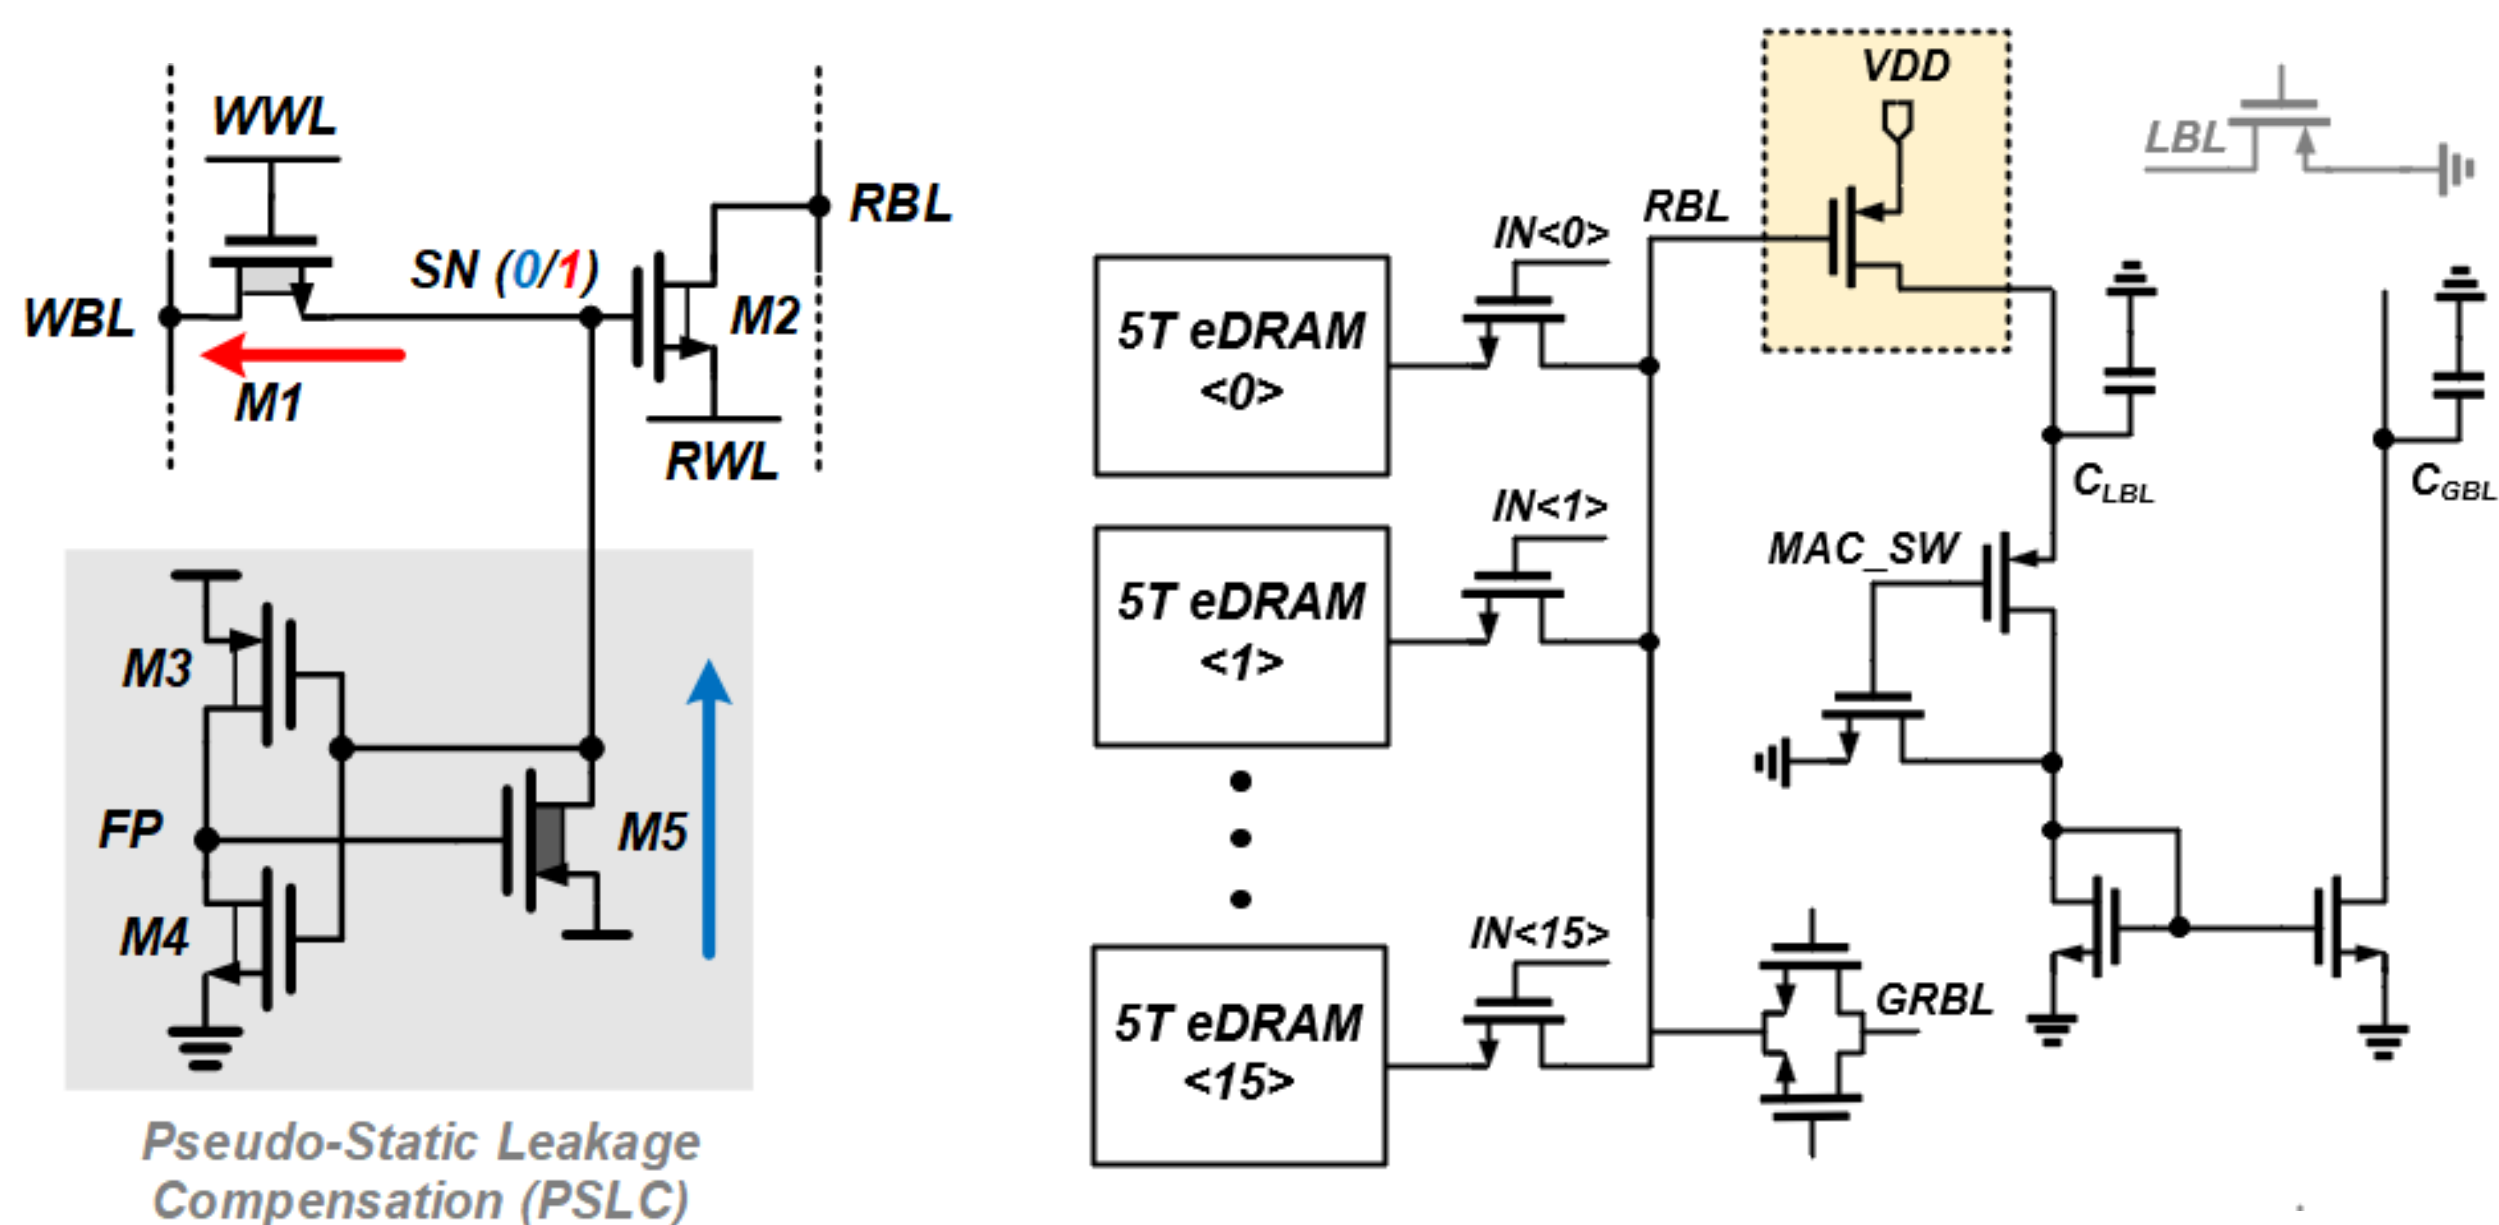 WWL
WBL
M1
SN (0/1)
M2
RBL
RWL
M3
FP
M4
M5
Pseudo-Static Leakage
Compensation (PSLC)
5T eDRAM
<0>
IN<0>
5T eDRAM
<1>
IN<1>
5T eDRAM
<15>
IN<15>
RBL
VDD
LBL
CLBL
CGBL
MAC_SW
GRBL